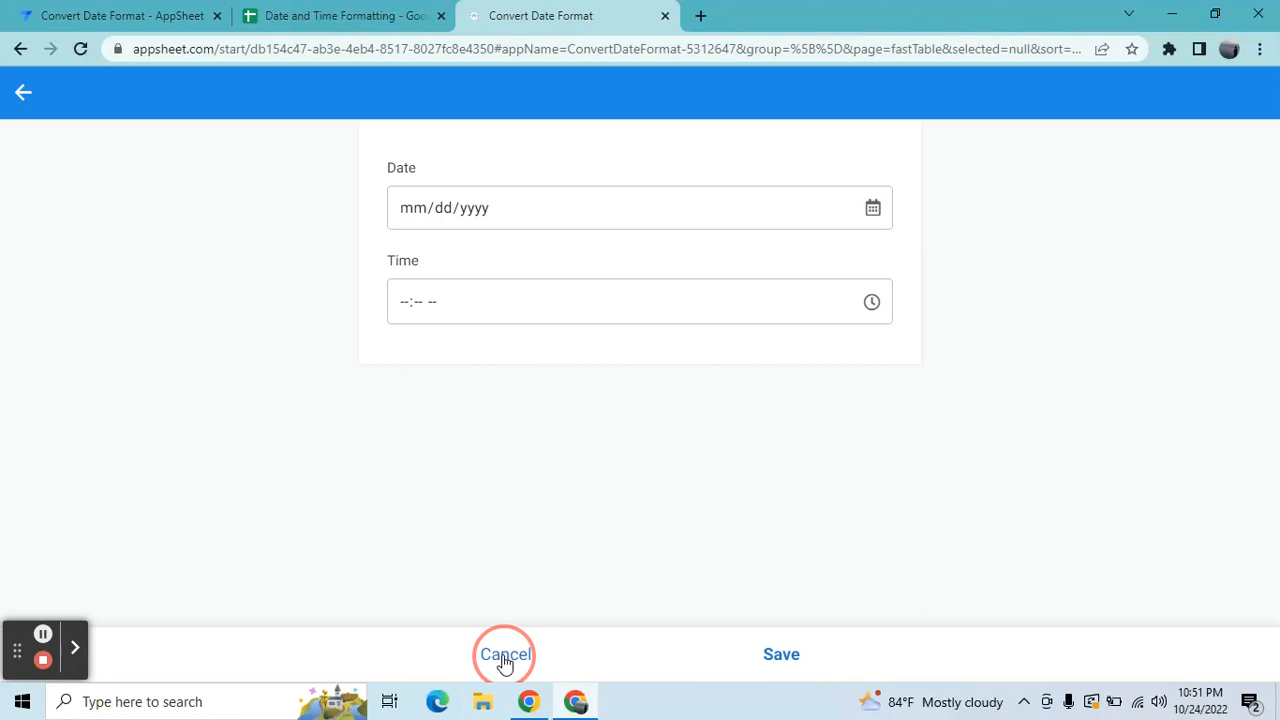 Convert Date Format - AppSheet
Date and Time Formatting - Goo
Convert Date Format
appsheet.com/start/db154c47-ab3e-4eb4-8517-8027fc8e4350#appName=ConvertDateFormat-5312647&group=%5B%5D&page=fastTable&selected=null&sort=...
Date
mm/dd/yyyy
Time
--:-- --
Cancel
Save
Type here to search
84°F Mostly cloudy
10:51 PM
10/24/2022
2